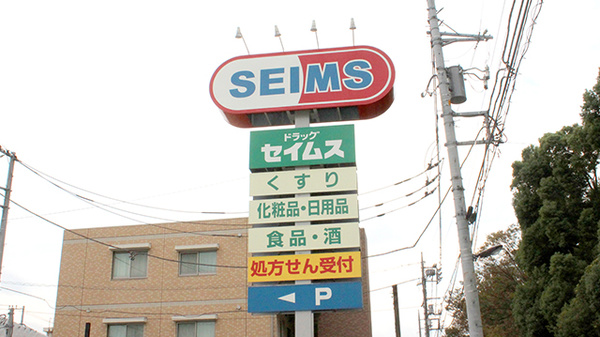 SEIMS
ドラッグ
セイムス
くすり
化粧品・日用品
食品・酒
処方せん受付
P